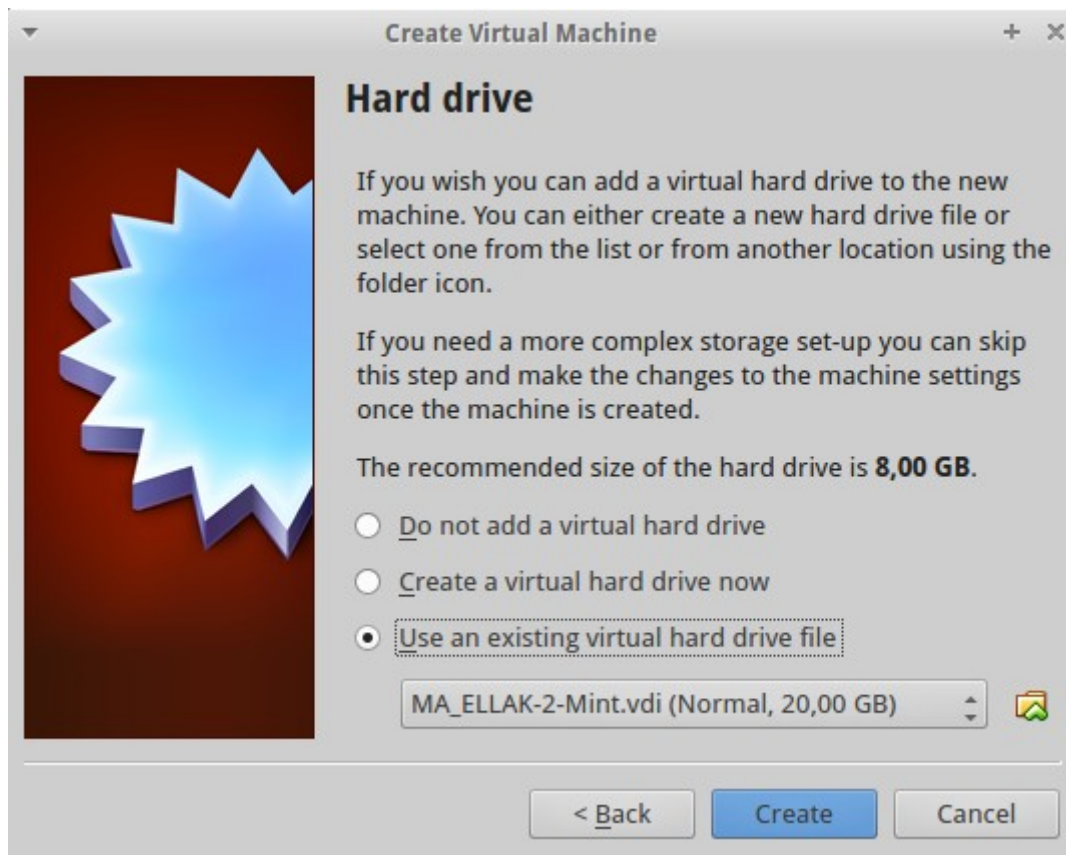 Create Virtual Machine
Hard drive
If you wish you can add a virtual hard drive to the new
machine. You can either create a new hard drive file or
select one from the list or from another location using the
folder icon.
If you need a more complex storage set-up you can skip
this step and make the changes to the machine settings
once the machine is created.
The recommended size of the hard drive is 8,00 GB.
Do not add a virtual hard drive
Create a virtual hard drive now
Use an existing virtual hard drive file
MA_ELLAK-2-Mint.vdi (Normal, 20,00 GB)
< Back Create Cancel